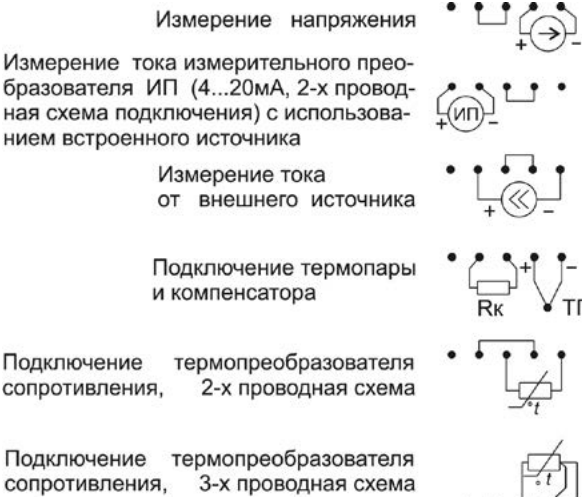 Измерение напряжения
+ −
Измерение тока измерительного прео-
бразователя ИП (4...20мА, 2-х провод-
ная схема подключения) с использова-
нием встроенного источника
+ ИП −
Измерение тока
от внешнего источника
+ −
Подключение термопары
и компенсатора
+ −
Rк
Подключение термопреобразователя
сопротивления, 2-х проводная схема
°t
Подключение термопреобразователя
сопротивления, 3-х проводная схема
°t